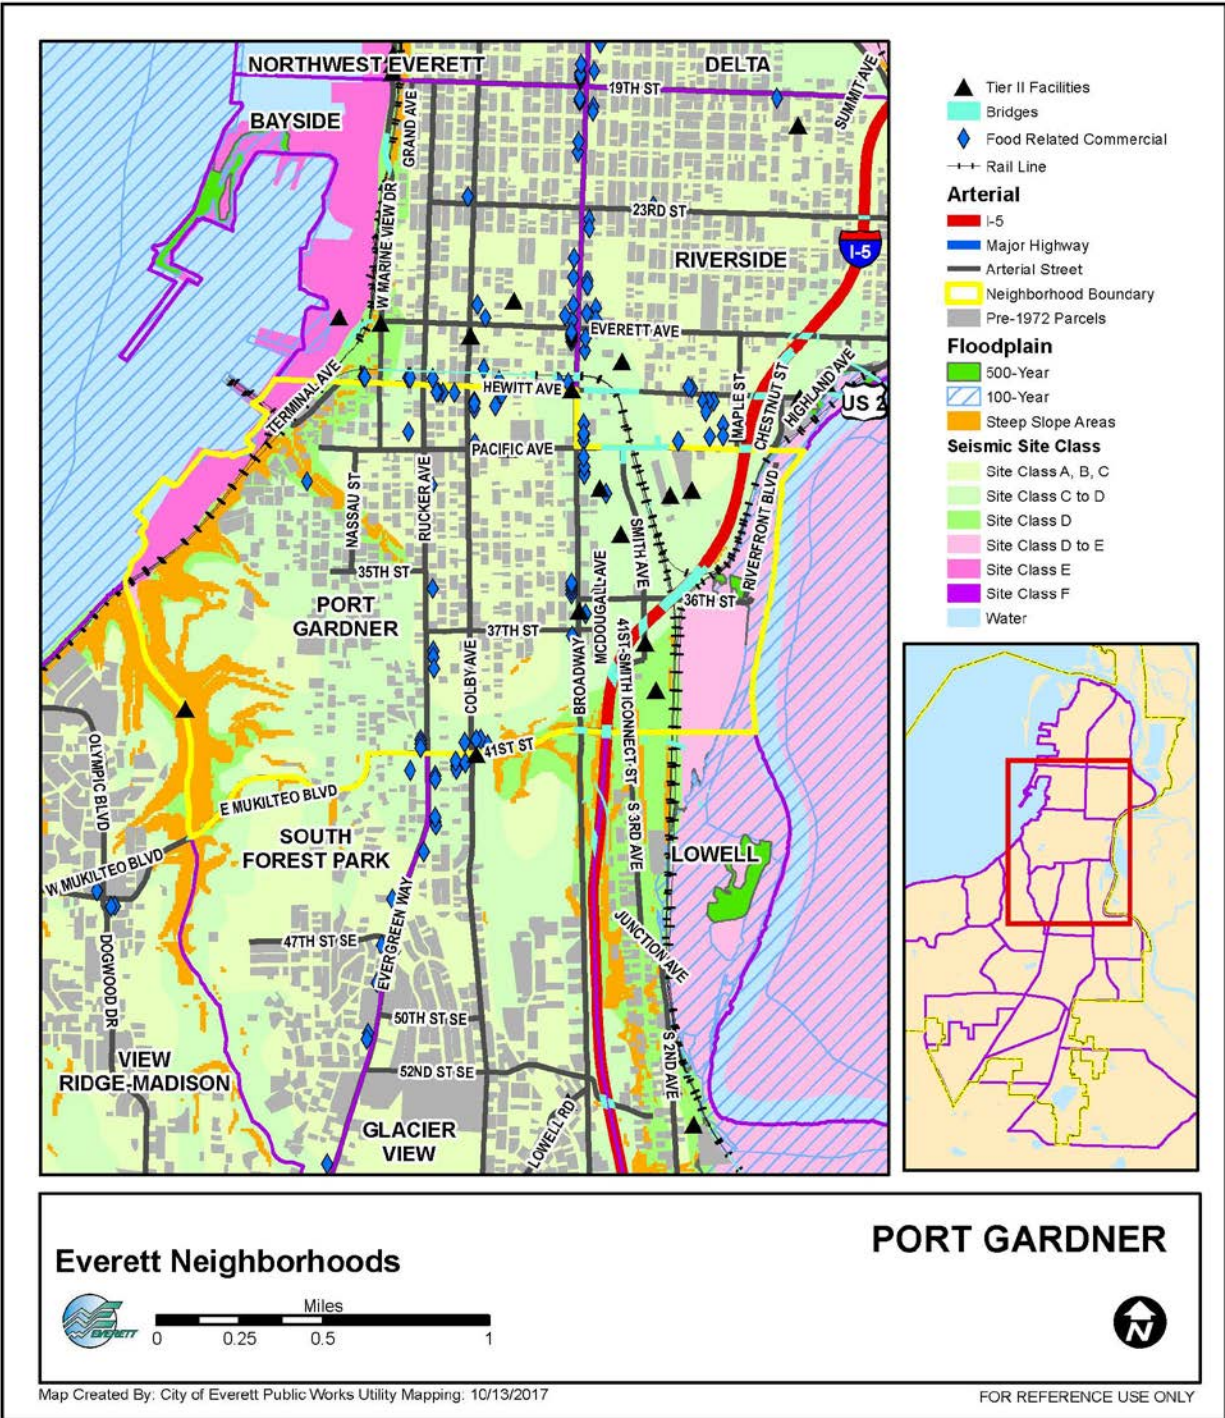 NORTHWEST EVERETT
DELTA
19TH ST
SUMMIT AVE
BAYSIDE
GRAND AVE
W MARINE VIEW DR
23RD ST
RIVERSIDE
I-5
EVERETT AVE
TERMINAL AVE
HEWITT AVE
MAPLE ST
CHESTNUT ST
HIGHLAND AVE
US 2
PACIFIC AVE
NASSAU ST
RUCKER AVE
SMITH AVE
RIVERFRONT BLVD
35TH ST
PORT
GARDNER
36TH ST
37TH ST
MCDOUGALL AVE
COLBY AVE
BROADWAY
41ST-SMITH ICONNECT-ST
41ST ST
OLYMPIC BLVD
E MUKILTEO BLVD
SOUTH
FOREST PARK
S 3RD AVE
LOWELL
W MUKILTEO BLVD
EVERGREEN WAY
JUNCTION AVE
DOGWOOD DR
47TH ST SE
50TH ST SE
S 2ND AVE
VIEW
RIDGE-MADISON
52ND ST SE
LOWELL RD
GLACIER
VIEW
Tier II Facilities
Bridges
Food Related Commercial
Rail Line
Arterial
I-5
Major Highway
Arterial Street
Neighborhood Boundary
Pre-1972 Parcels
Floodplain
500-Year
100-Year
Steep Slope Areas
Seismic Site Class
Site Class A, B, C
Site Class C to D
Site Class D
Site Class D to E
Site Class E
Site Class F
Water
Everett Neighborhoods
PORT GARDNER
EVERETT
Miles
0 0.25 0.5 1
N
Map Created By: City of Everett Public Works Utility Mapping: 10/13/2017
FOR REFERENCE USE ONLY